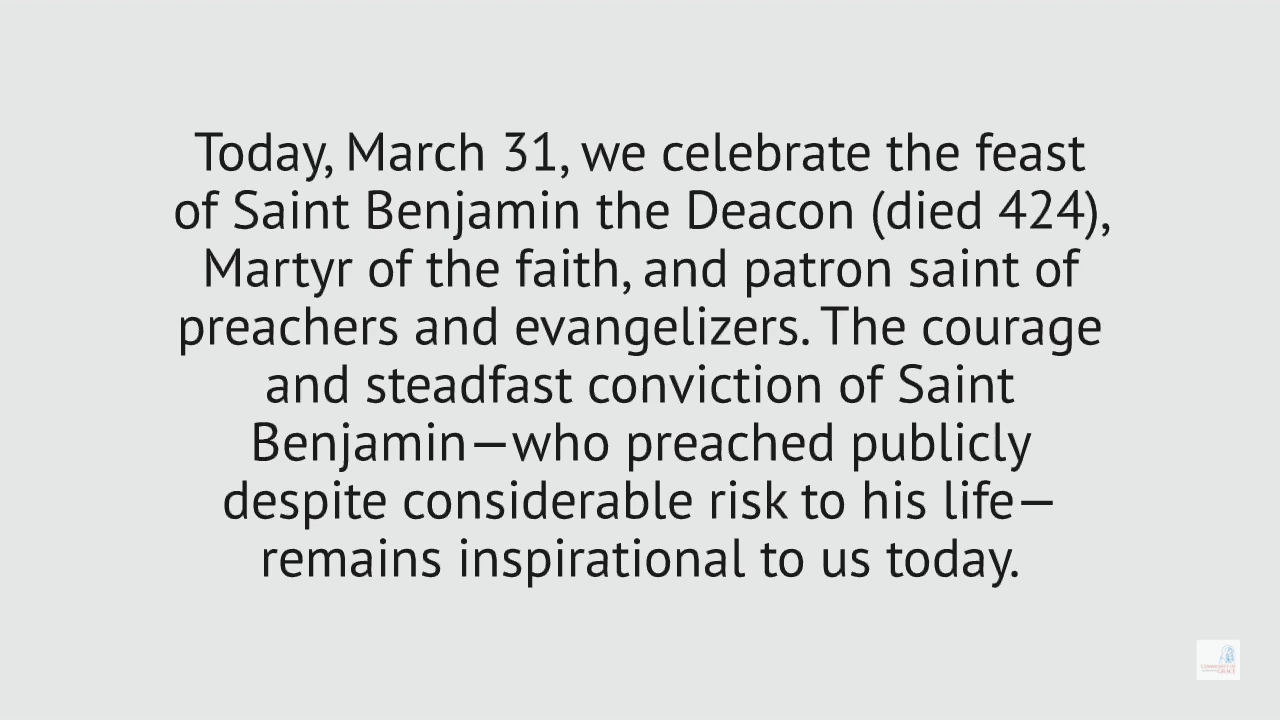 Today, March 31, we celebrate the feast
of Saint Benjamin the Deacon (died 424),
Martyr of the faith, and patron saint of
preachers and evangelizers. The courage
and steadfast conviction of Saint
Benjamin—who preached publicly
despite considerable risk to his life—
remains inspirational to us today.
GRACE